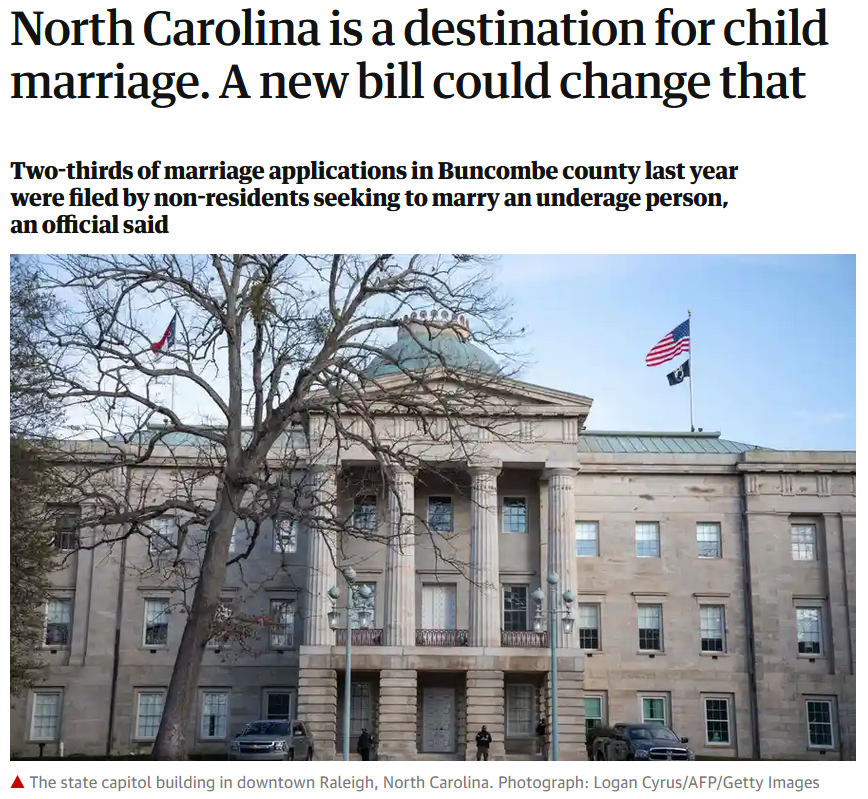 North Carolina is a destination for child
marriage. A new bill could change that
Two-thirds of marriage applications in Buncombe county last year
were filed by non-residents seeking to marry an underage person,
an official said
The state capitol building in downtown Raleigh, North Carolina. Photograph: Logan Cyrus/AFP/Getty Images